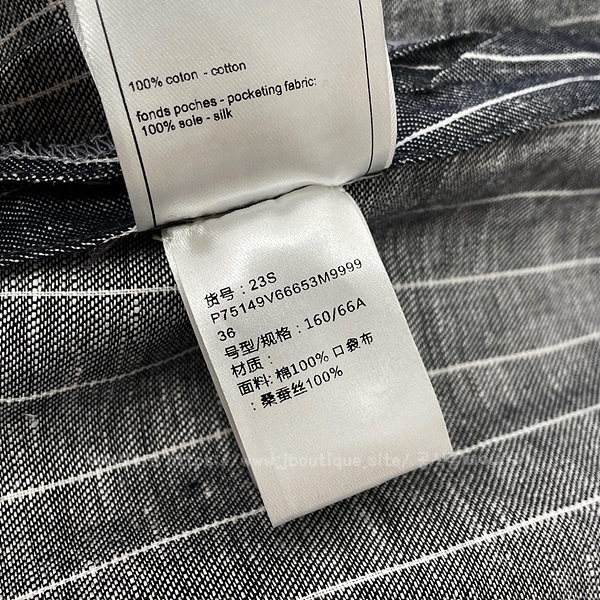 100% coton - cotton
fonds poches - pocketing fabric:
100% soie - silk
货号：23S
P75149V66653M9999
36
号型/规格：160/66A
材质：
面料: 棉100% 口袋布
：桑蚕丝100%
www.jboutique_site/